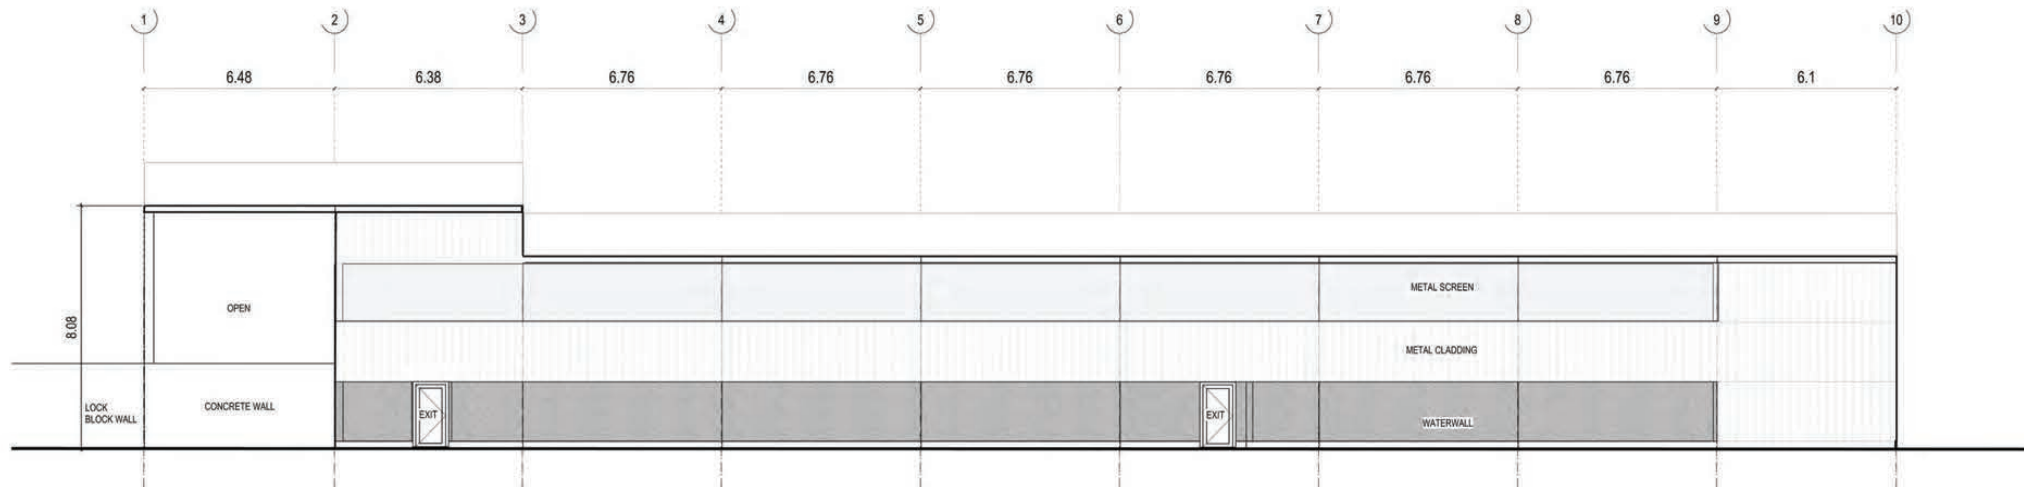 1 2 3 4 5 6 7 8 9 10
6.48 6.38 6.76 6.76 6.76 6.76 6.76 6.76 6.1
METAL SCREEN
OPEN
8.08
METAL CLADDING
LOCK
BLOCK WALL
CONCRETE WALL
EXIT
EXIT
WATERWALL